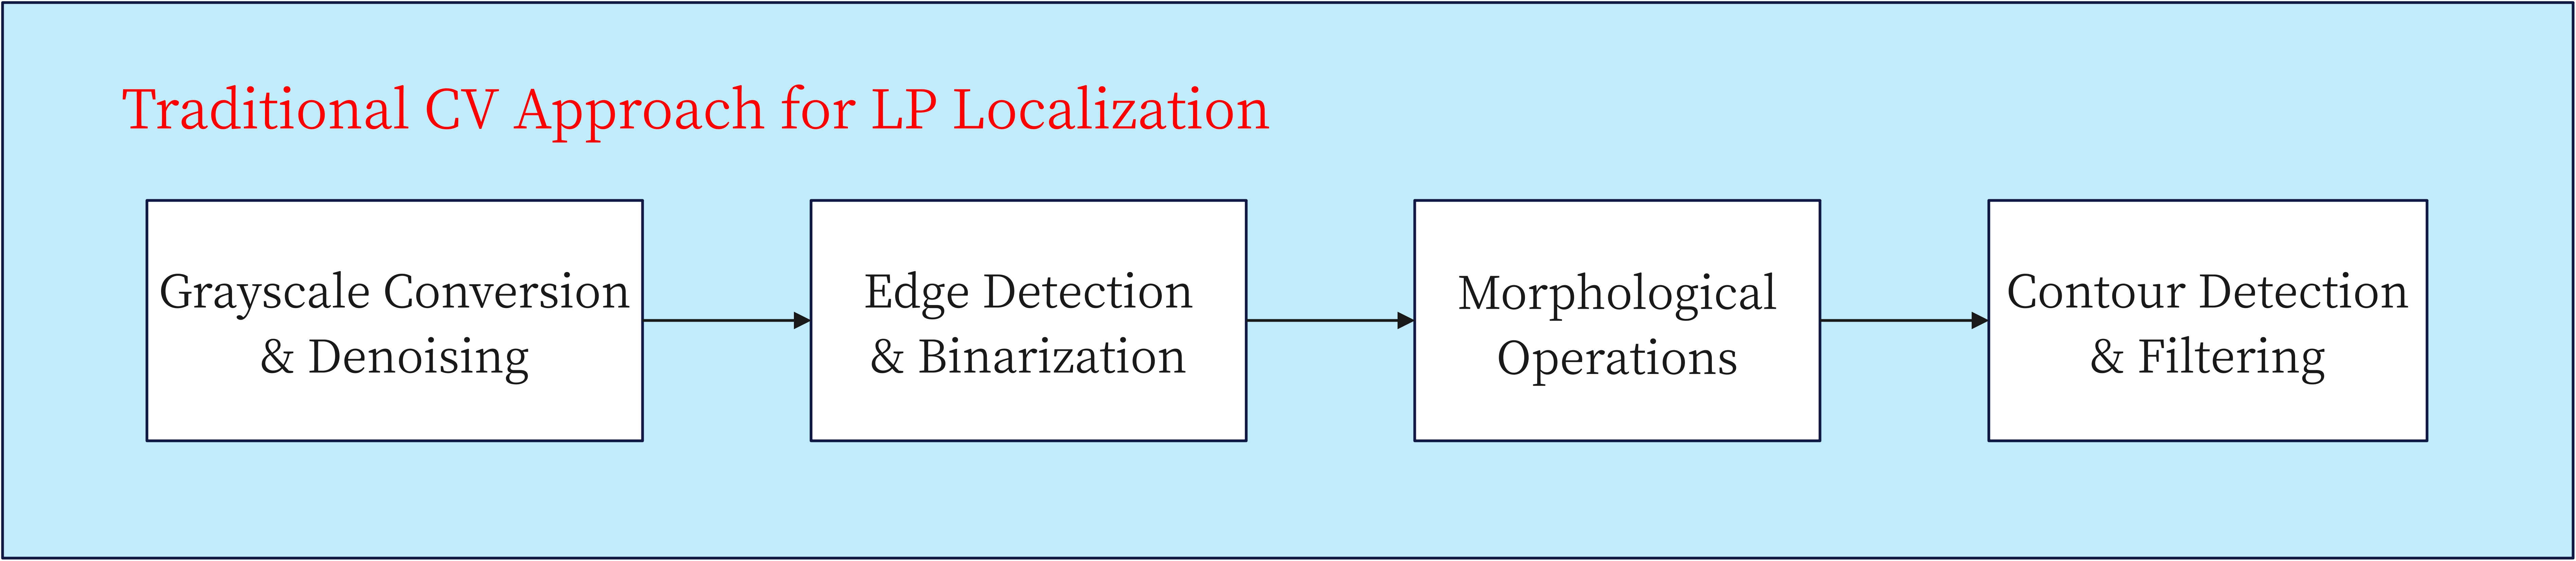 Traditional CV Approach for LP Localization
Grayscale Conversion
& Denoising
Edge Detection
& Binarization
Morphological
Operations
Contour Detection
& Filtering